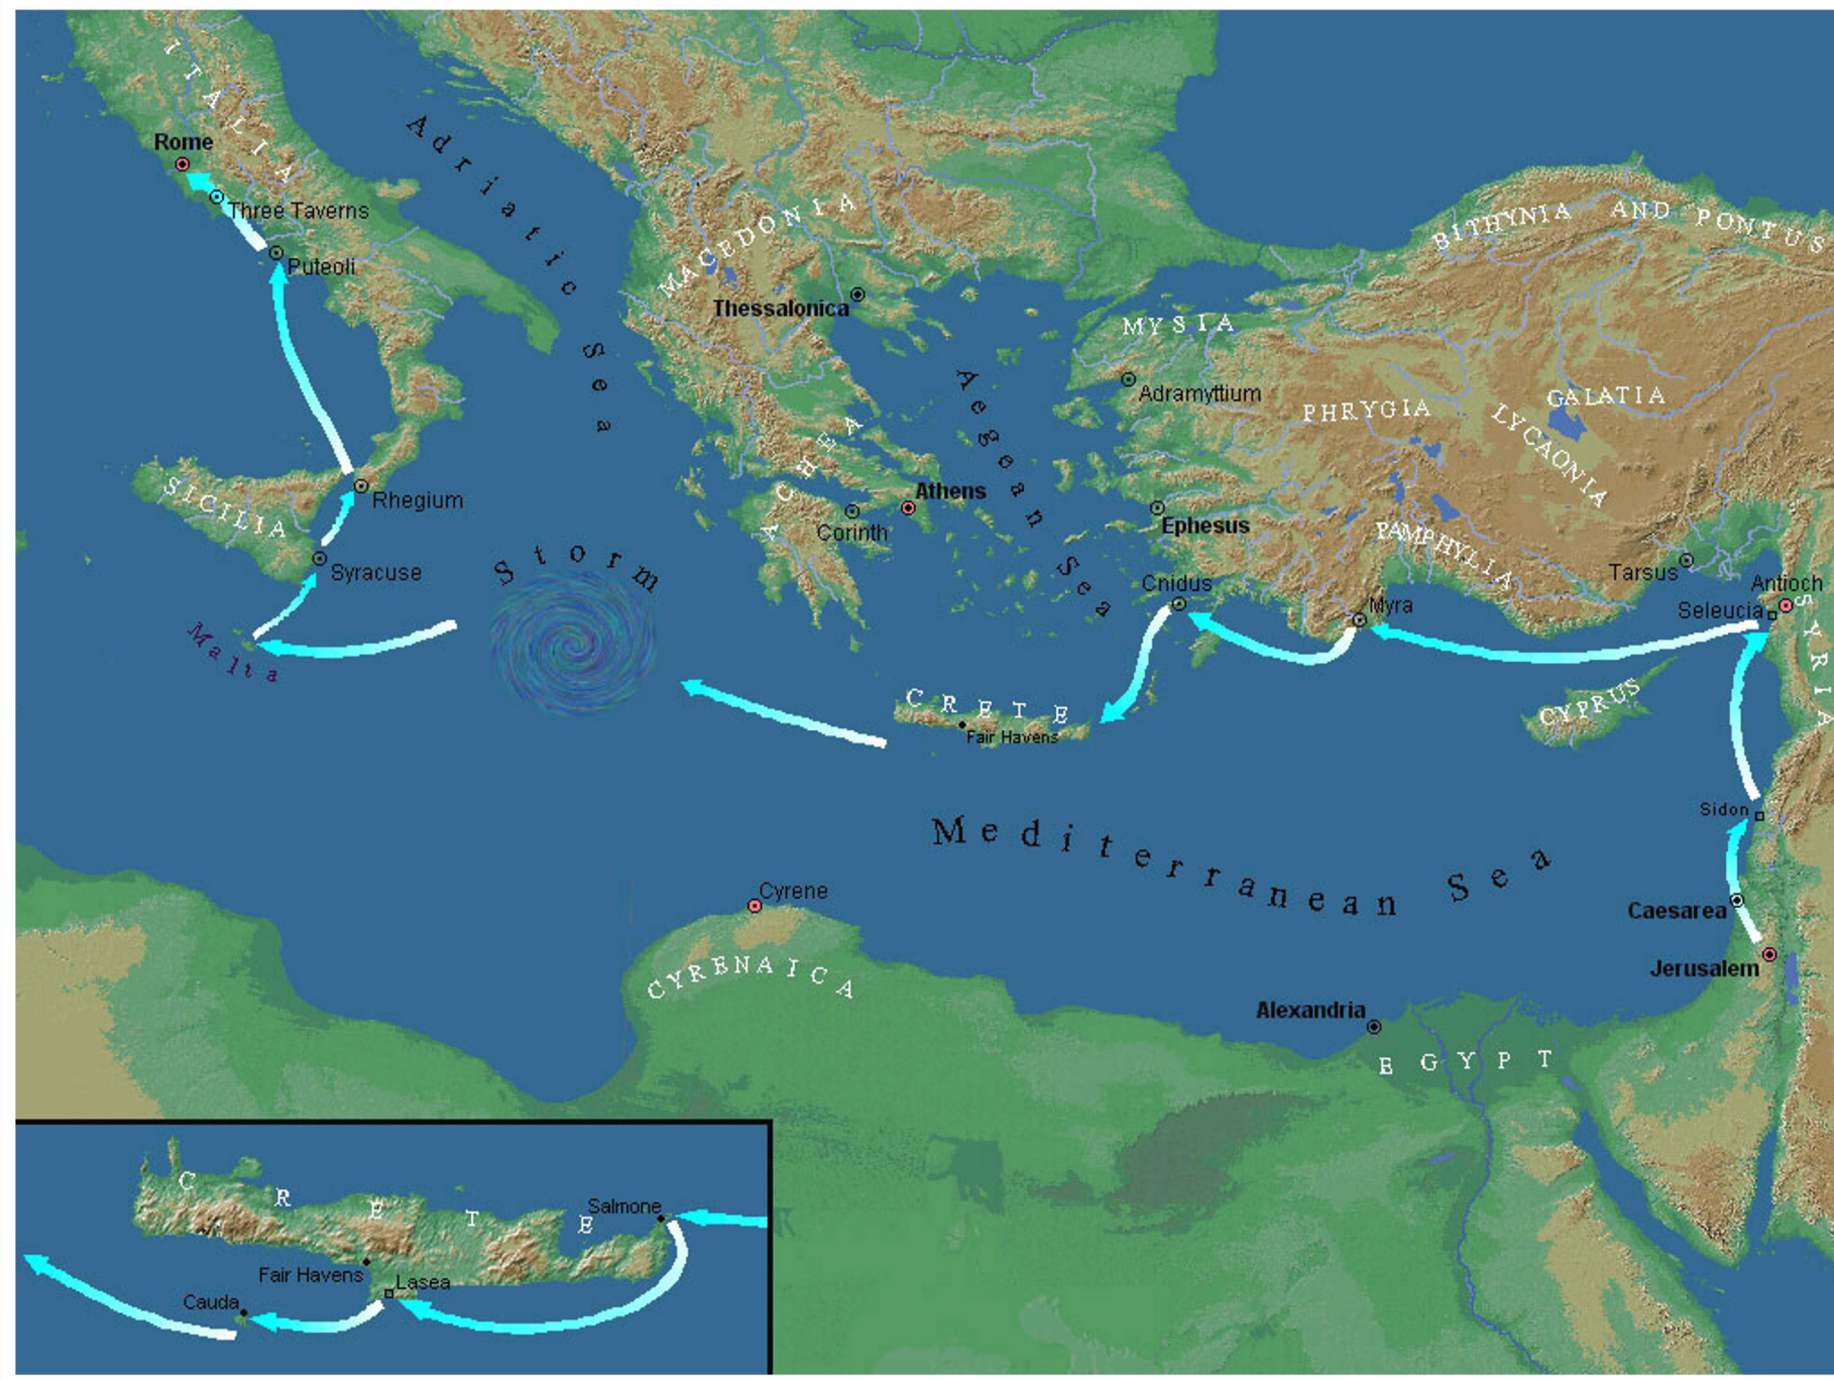 ITALIA
Rome
Three Taverns
Puteoli
Adriatic Sea
MACEDONIA
Thessalonica
BITHYNIA AND PONTUS
MYSIA
Adramyttium
Aegean Sea
PHRYGIA
GALATIA
LYCAONIA
ACHEA
Athens
Corinth
Ephesus
PAMPHYLIA
Tarsus
Antioch
Seleucia
SYRIA
Cnidus
Myra
SICILIA
Rhegium
Syracuse
Storm
Malta
CRETE
Fair Havens
CYPRUS
Sidon
Mediterranean Sea
Cyrene
CYRENAICA
Caesarea
Jerusalem
Alexandria
EGYPT
CRETE
Salmone
Fair Havens
Lasea
Cauda